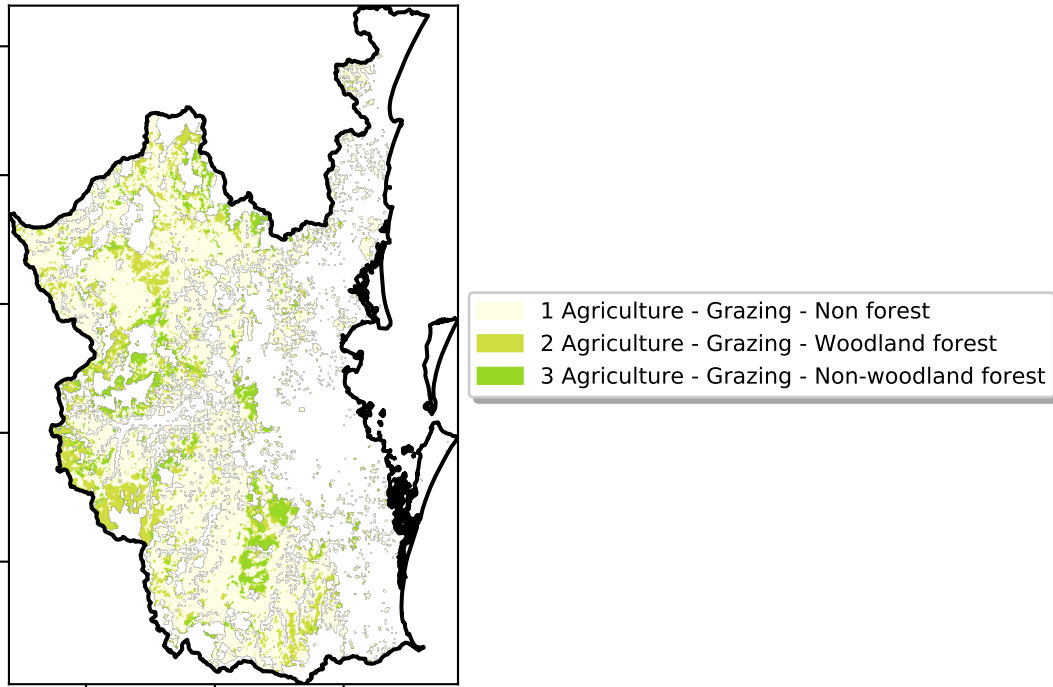 1 Agriculture - Grazing - Non forest
2 Agriculture - Grazing - Woodland forest
3 Agriculture - Grazing - Non-woodland forest